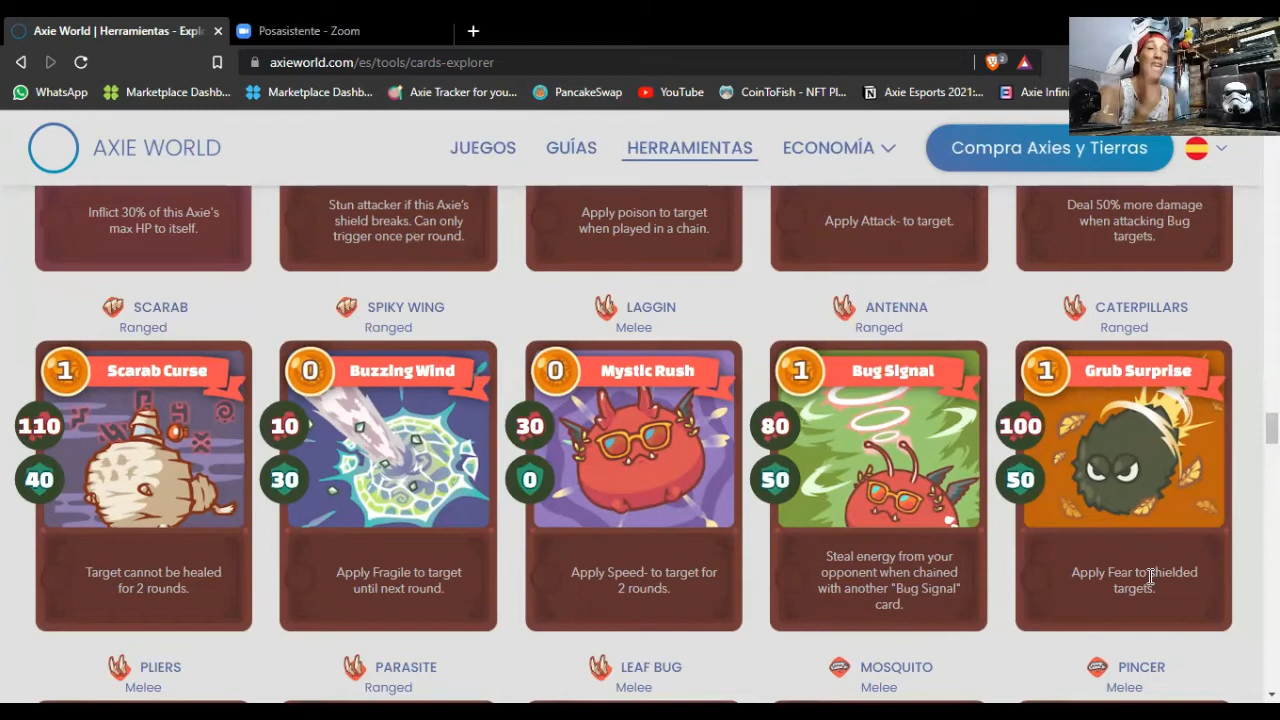 Axie World | Herramientas - Expl
Posasistente - Zoom
axieworld.com/es/tools/cards-explorer
2
WhatsApp
Marketplace Dashb...
Marketplace Dashb...
Axie Tracker for you...
PancakeSwap
YouTube
CoinToFish - NFT Pl...
Axie Esports 2021:...
Axie Infini
AXIE WORLD
JUEGOS
GUÍAS
HERRAMIENTAS
ECONOMÍA
Compra Axies y Tierras
Inflict 30% of this Axie's
max HP to itself.
Stun attacker if this Axie's
shield breaks. Can only
trigger once per round.
Apply poison to target
when played in a chain.
Apply Attack- to target.
Deal 50% more damage
when attacking Bug
targets.
SCARAB
Ranged
SPIKY WING
Ranged
LAGGIN
Melee
ANTENNA
Ranged
CATERPILLARS
Ranged
1
Scarab Curse
110
40
Target cannot be healed
for 2 rounds.
0
Buzzing Wind
10
30
Apply Fragile to target
until next round.
0
Mystic Rush
30
0
Apply Speed- to target for
2 rounds.
1
Bug Signal
80
50
Steal energy from your
opponent when chained
with another "Bug Signal"
card.
1
Grub Surprise
100
50
Apply Fear to shielded
targets.
PLIERS
Melee
PARASITE
Ranged
LEAF BUG
Melee
MOSQUITO
Melee
PINCER
Melee